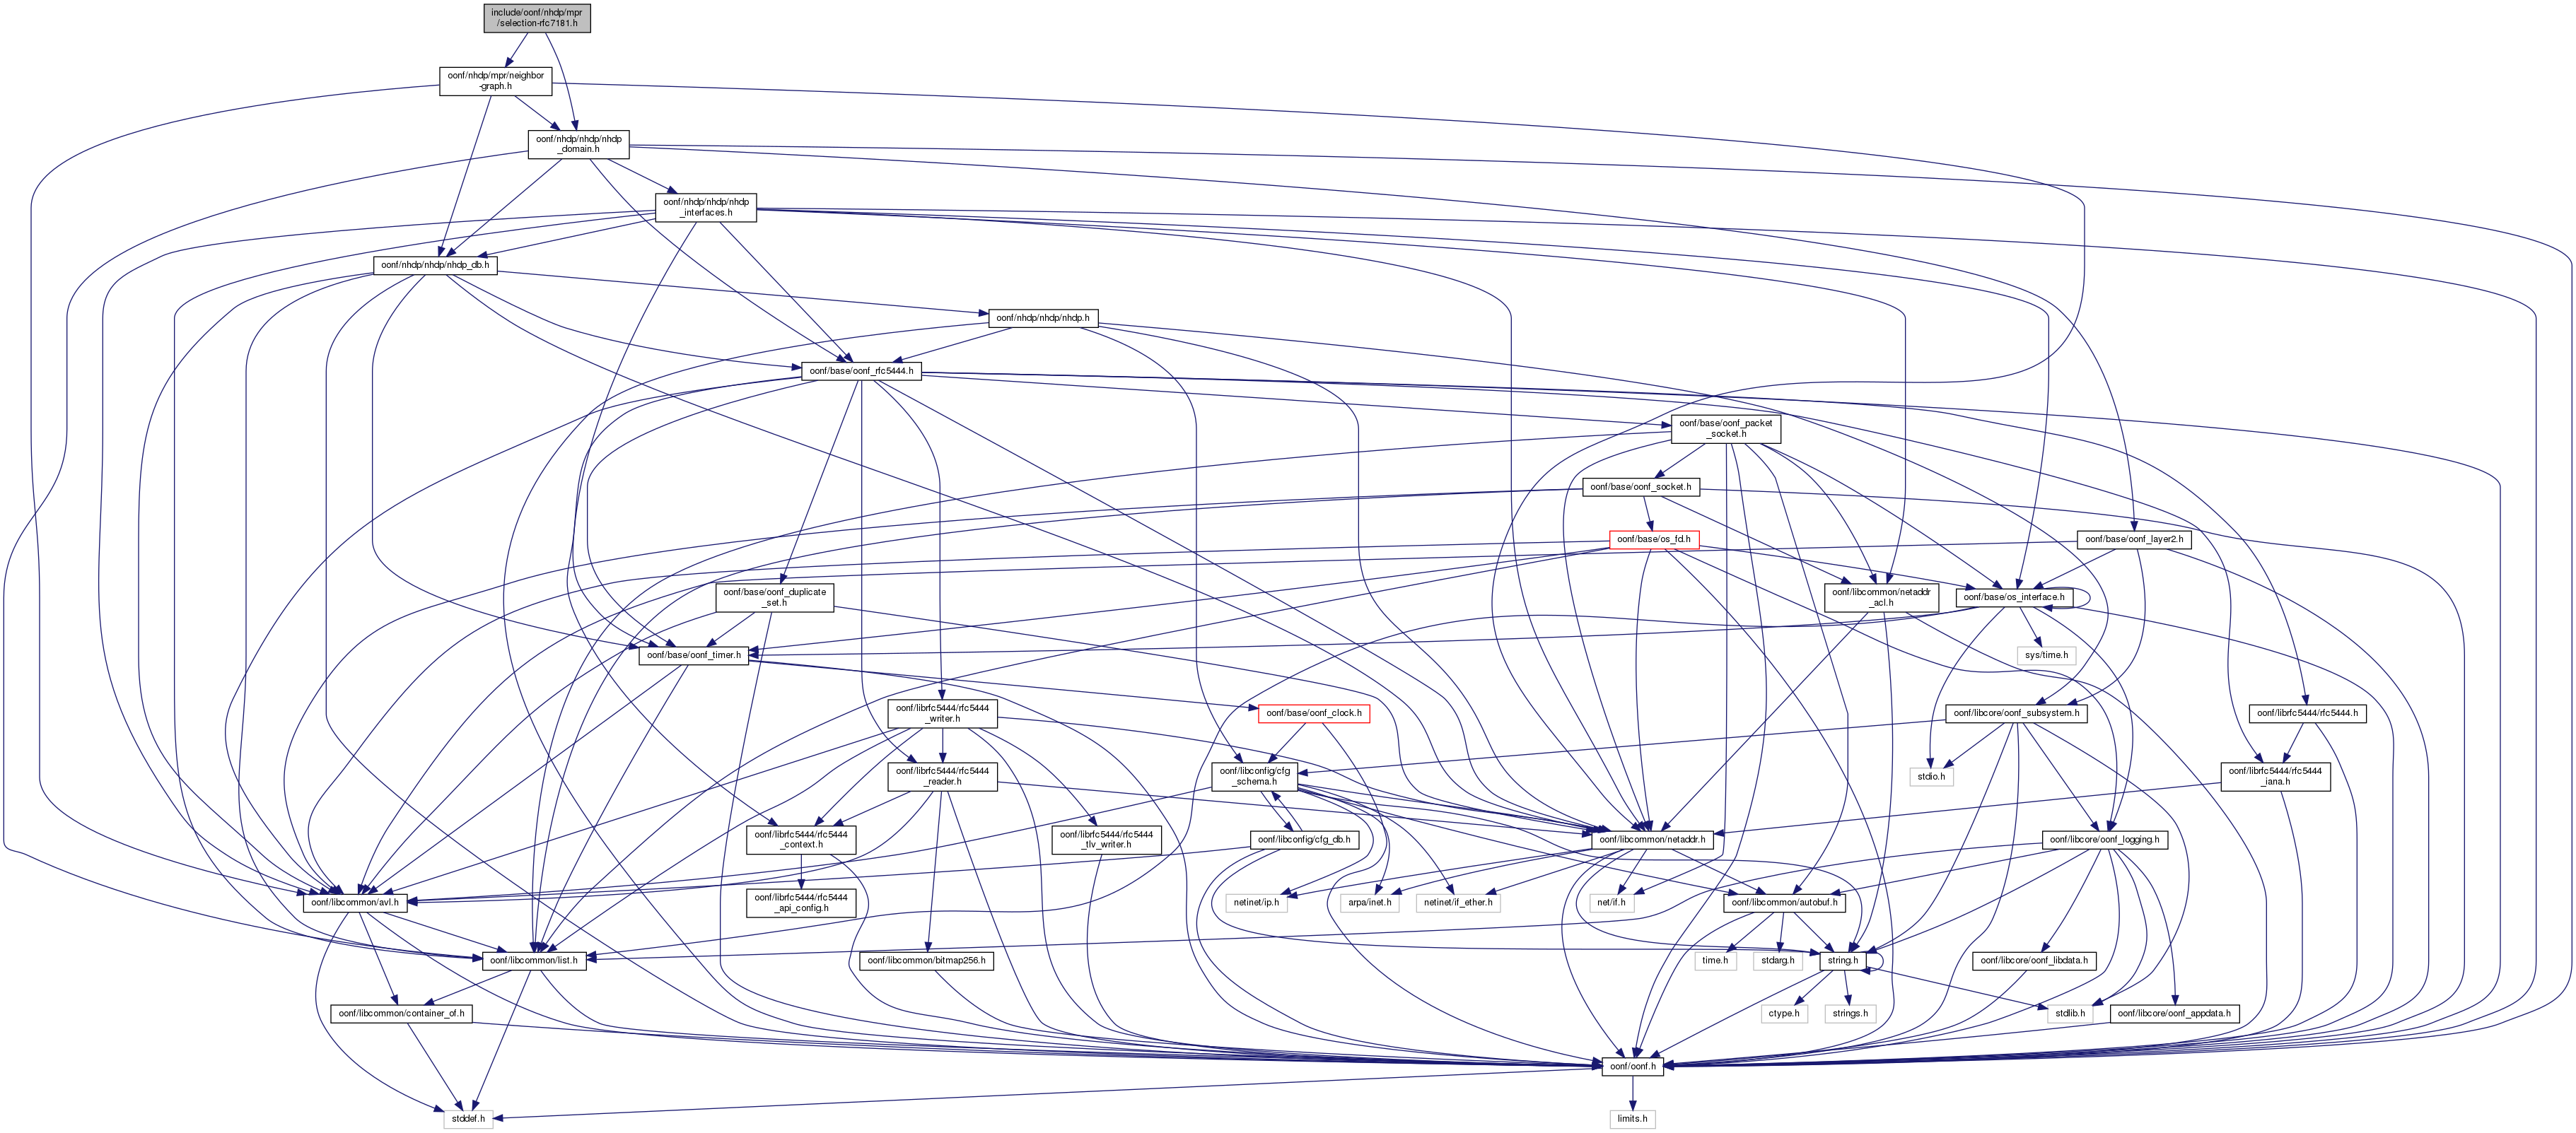 include/oonf/nhdp/mpr
/selection-rfc7181.h
oonf/nhdp/mpr/neighbor
-graph.h
oonf/nhdp/nhdp/nhdp
_domain.h
oonf/nhdp/nhdp/nhdp
_interfaces.h
oonf/nhdp/nhdp/nhdp_db.h
oonf/nhdp/nhdp/nhdp.h
oonf/base/oonf_rfc5444.h
oonf/base/oonf_packet
_socket.h
oonf/base/oonf_socket.h
oonf/base/os_fd.h
oonf/base/oonf_layer2.h
oonf/base/oonf_duplicate
_set.h
oonf/libcommon/netaddr
_acl.h
oonf/base/os_interface.h
oonf/base/oonf_timer.h
sys/time.h
oonf/librfc5444/rfc5444
_writer.h
oonf/base/oonf_clock.h
oonf/libcore/oonf_subsystem.h
oonf/librfc5444/rfc5444.h
oonf/librfc5444/rfc5444
_reader.h
oonf/libconfig/cfg
_schema.h
stdio.h
oonf/librfc5444/rfc5444
_iana.h
oonf/librfc5444/rfc5444
_context.h
oonf/librfc5444/rfc5444
_tlv_writer.h
oonf/libconfig/cfg_db.h
oonf/libcommon/netaddr.h
oonf/libcore/oonf_logging.h
oonf/libcommon/avl.h
oonf/librfc5444/rfc5444
_api_config.h
netinet/ip.h
arpa/inet.h
netinet/if_ether.h
net/if.h
oonf/libcommon/autobuf.h
oonf/libcommon/list.h
oonf/libcommon/bitmap256.h
time.h
stdarg.h
string.h
oonf/libcore/oonf_libdata.h
oonf/libcommon/container_of.h
ctype.h
strings.h
stdlib.h
oonf/libcore/oonf_appdata.h
oonf/oonf.h
stddef.h
limits.h